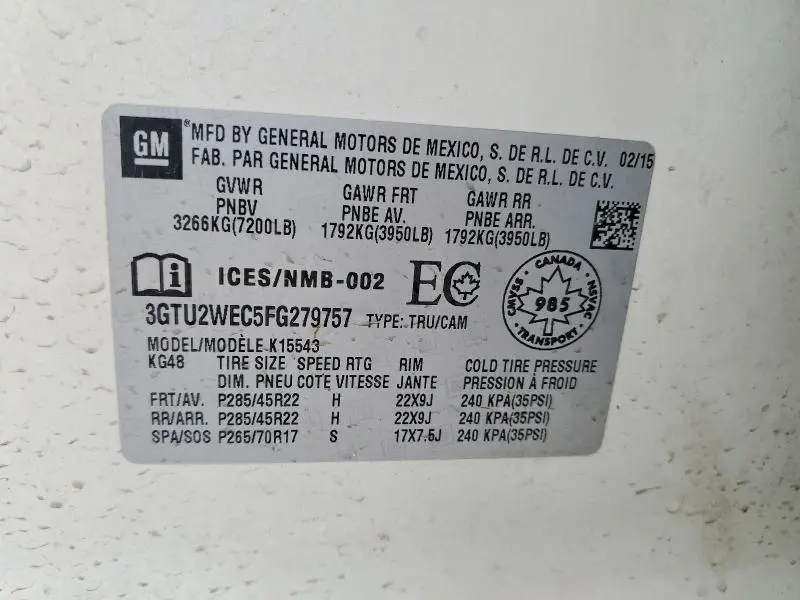 GM
®MFD BY GENERAL MOTORS DE MEXICO, S. DE R.L. DE C.V. 02/15
FAB. PAR GENERAL MOTORS DE MEXICO, S. DE R.L. DE C.V.
GVWR GAWR FRT GAWR RR
PNBV PNBE AV. PNBE ARR.
3266KG(7200LB) 1792KG(3950LB) 1792KG(3950LB)
i ICES/NMB-002 EC
CANADA
CMVSS 985 NSVAC
TRANSPORT
3GTU2WEC5FG279757 TYPE: TRU/CAM
MODEL/MODÈLE K15543
KG48 TIRE SIZE SPEED RTG RIM COLD TIRE PRESSURE
DIM. PNEU COTE VITESSE JANTE PRESSION À FROID
FRT/AV. P285/45R22 H 22X9J 240 KPA(35PSI)
RR/ARR. P285/45R22 H 22X9J 240 KPA(35PSI)
SPA/SOS P265/70R17 S 17X7.5J 240 KPA(35PSI)